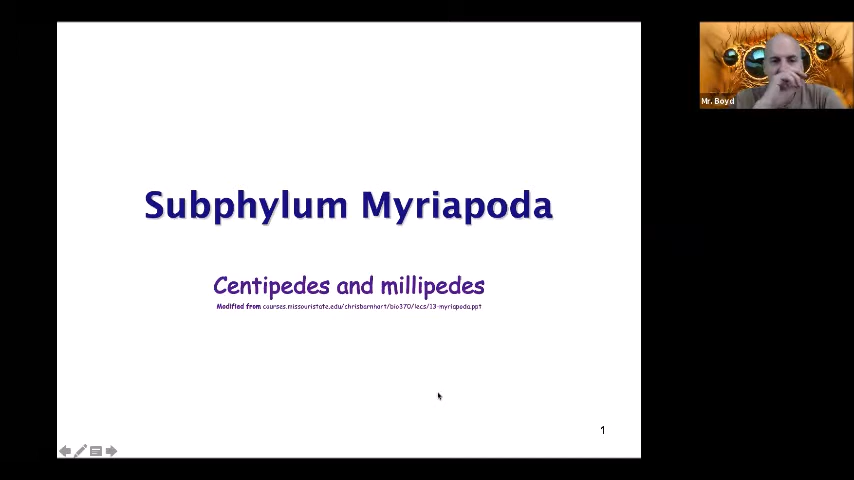 Subphylum Myriapoda
Centipedes and millipedes
Modified from courses.missouristate.edu/chrisbarnhart/bio370/lecs/13-myriapoda.ppt
1
Mr. Boyd